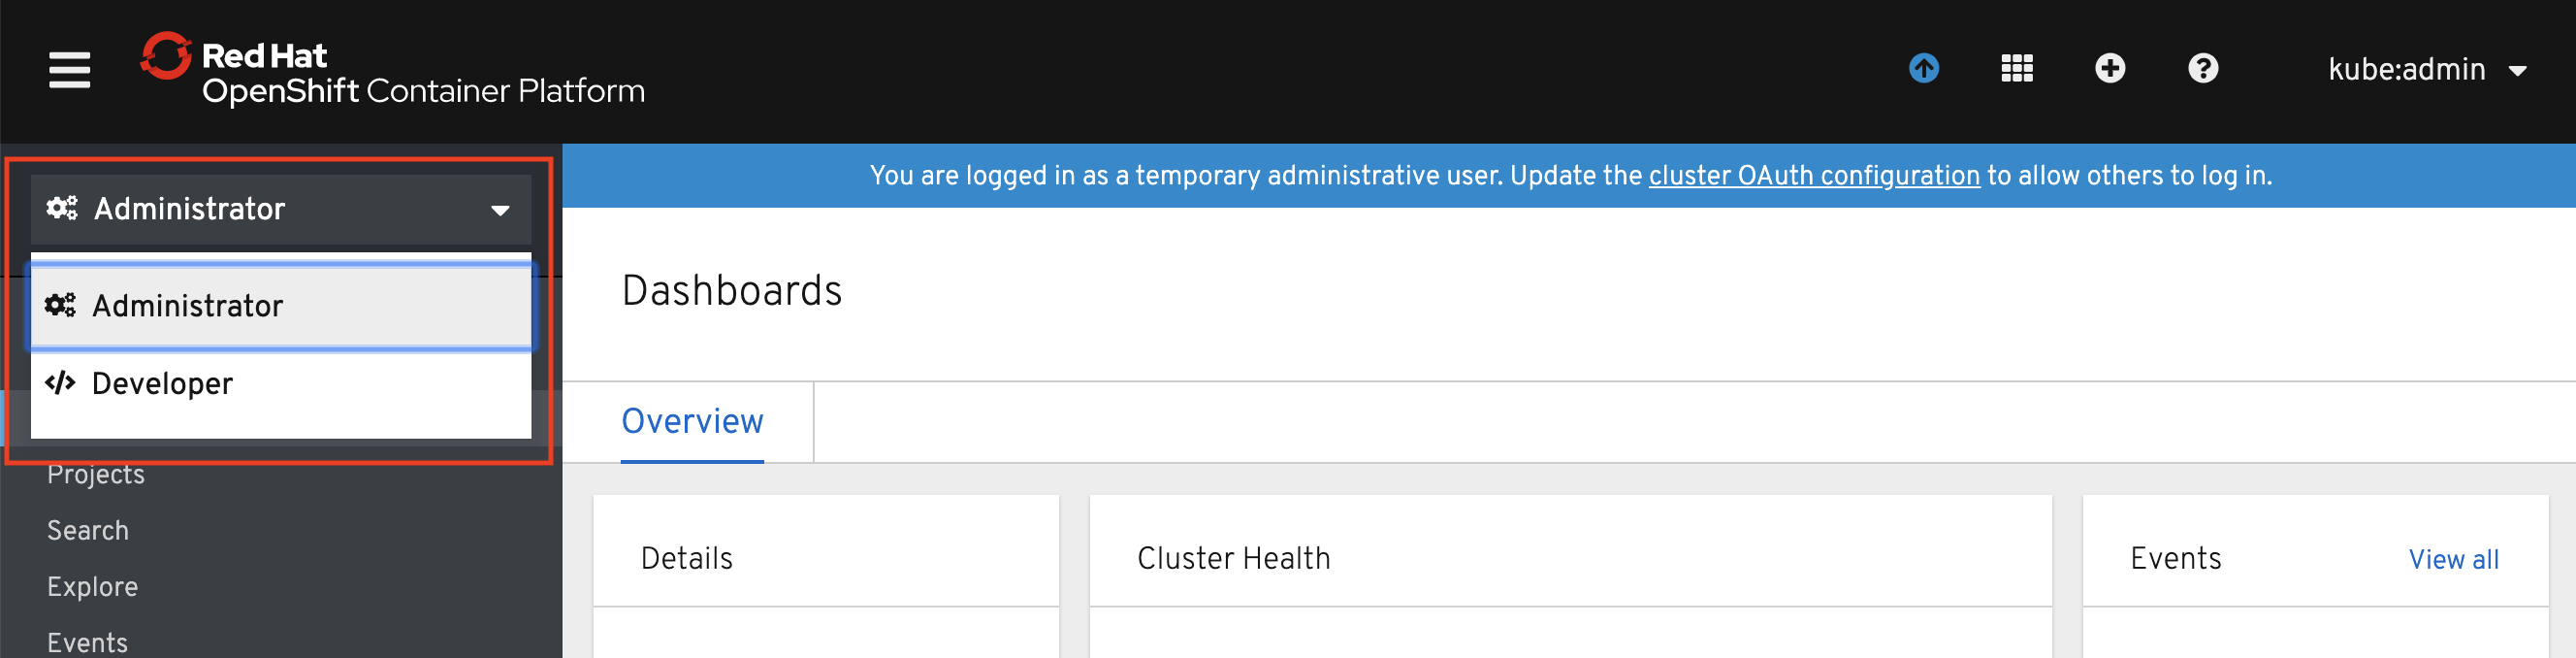 Red Hat
OpenShift Container Platform
kube:admin
You are logged in as a temporary administrative user. Update the cluster OAuth configuration to allow others to log in.
Administrator
Administrator
Developer
Projects
Search
Explore
Events
Dashboards
Overview
Details
Cluster Health
Events
View all